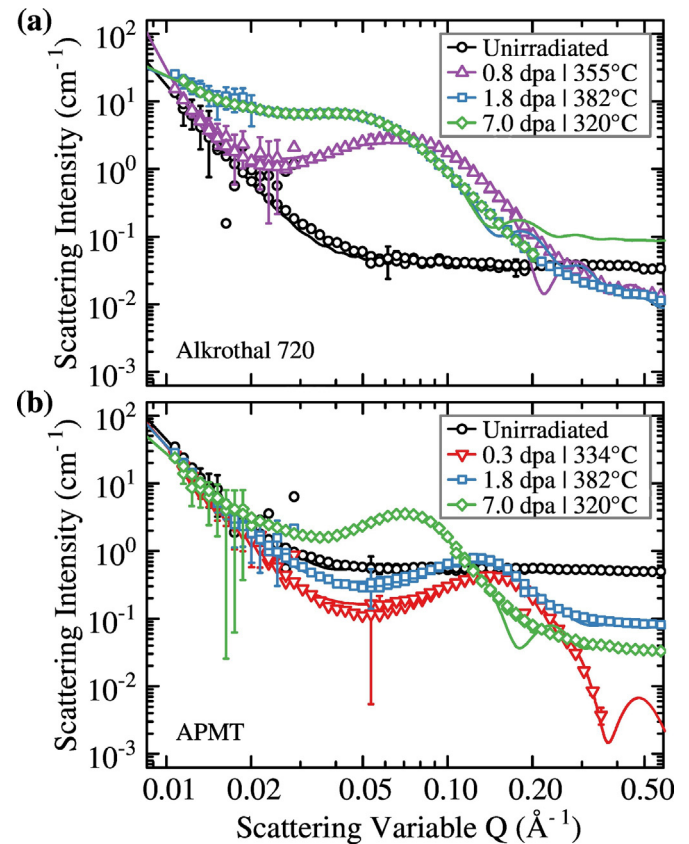 (a)
Scattering Intensity (cm⁻¹)
10²
10¹
10⁰
10⁻¹
10⁻²
10⁻³
Unirradiated
0.8 dpa | 355°C
1.8 dpa | 382°C
7.0 dpa | 320°C
Alkrothal 720
(b)
Scattering Intensity (cm⁻¹)
10²
10¹
10⁰
10⁻¹
10⁻²
10⁻³
Unirradiated
0.3 dpa | 334°C
1.8 dpa | 382°C
7.0 dpa | 320°C
APMT
0.01 0.02 0.05 0.10 0.20 0.50
Scattering Variable Q (Å⁻¹)